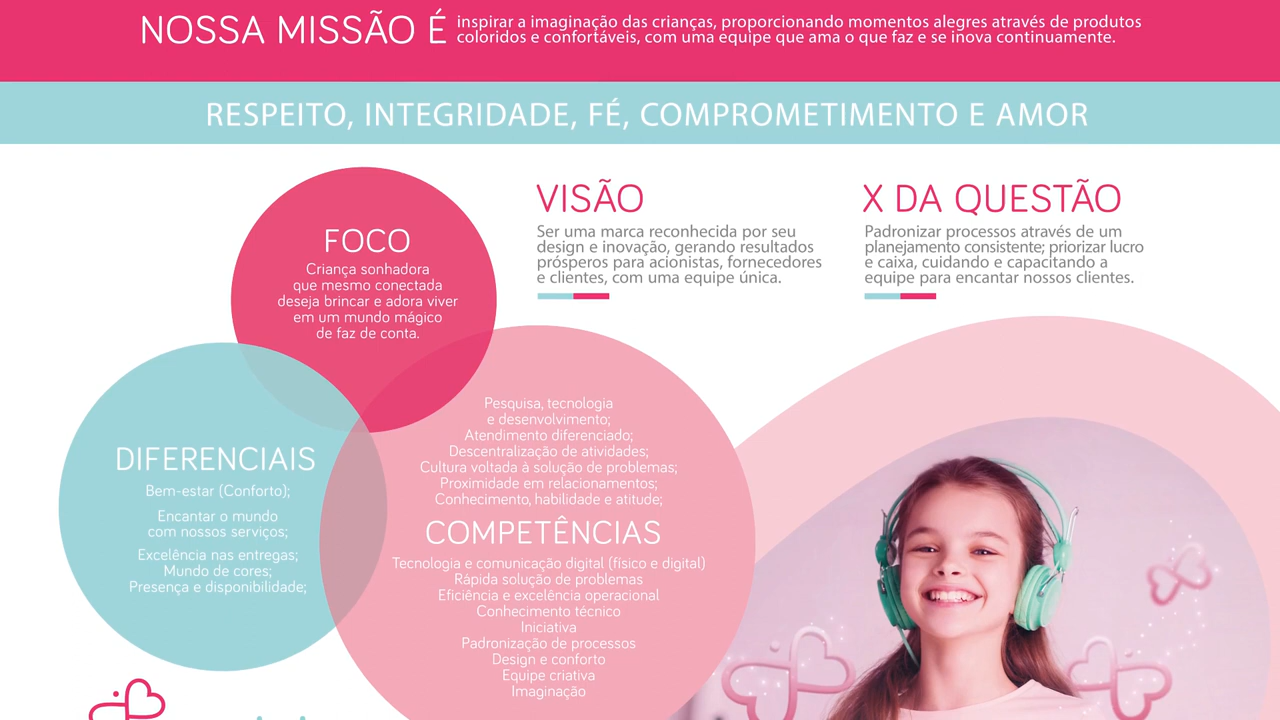 NOSSA MISSÃO É
inspirar a imaginação das crianças, proporcionando momentos alegres através de produtos
coloridos e confortáveis, com uma equipe que ama o que faz e se inova continuamente.
RESPEITO, INTEGRIDADE, FÉ, COMPROMETIMENTO E AMOR
FOCO
Criança sonhadora
que mesmo conectada
deseja brincar e adora viver
em um mundo mágico
de faz de conta.
VISÃO
Ser uma marca reconhecida por seu
design e inovação, gerando resultados
prósperos para acionistas, fornecedores
e clientes, com uma equipe única.
X DA QUESTÃO
Padronizar processos através de um
planejamento consistente; priorizar lucro
e caixa, cuidando e capacitando a
equipe para encantar nossos clientes.
DIFERENCIAIS
Bem-estar (Conforto);
Encantar o mundo
com nossos serviços;
Excelência nas entregas;
Mundo de cores;
Presença e disponibilidade;
Pesquisa, tecnologia
e desenvolvimento;
Atendimento diferenciado;
Descentralização de atividades;
Cultura voltada à solução de problemas;
Proximidade em relacionamentos;
Conhecimento, habilidade e atitude;
COMPETÊNCIAS
Tecnologia e comunicação digital (físico e digital)
Rápida solução de problemas
Eficiência e excelência operacional
Conhecimento técnico
Iniciativa
Padronização de processos
Design e conforto
Equipe criativa
Imaginação